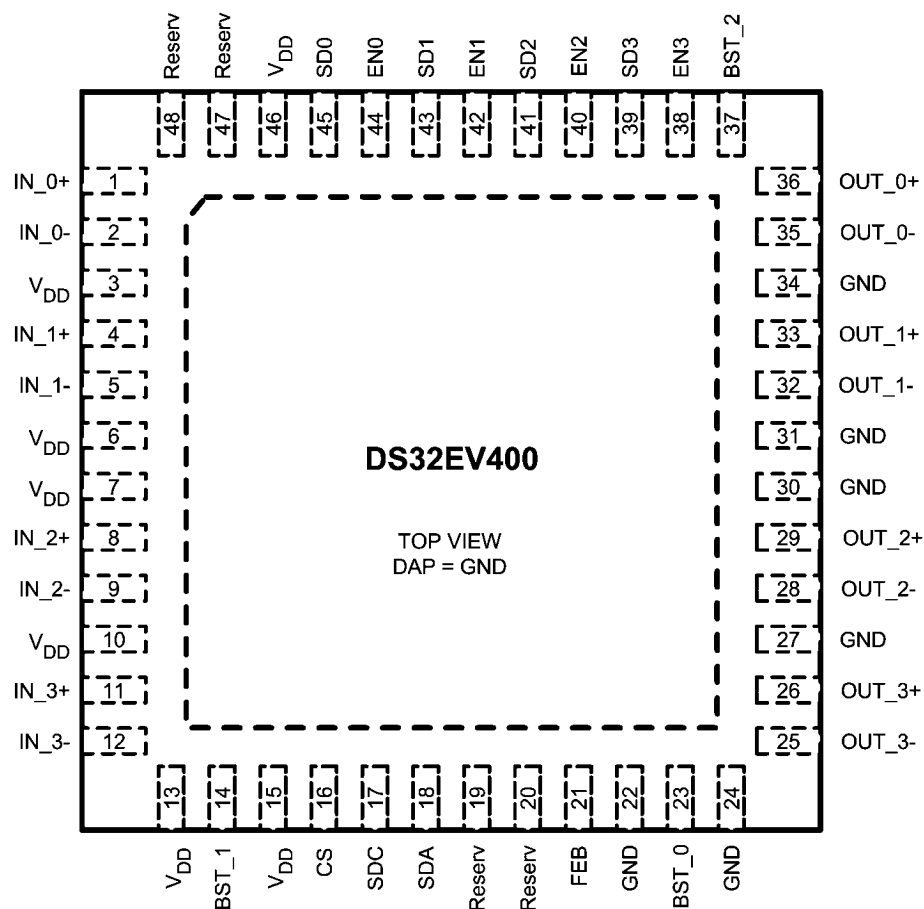 Reserv Reserv VDD SD0 EN0 SD1 EN1 SD2 EN2 SD3 EN3 BST_2
48 47 46 45 44 43 42 41 40 39 38 37
IN_0+ 1 36 OUT_0+
IN_0- 2 35 OUT_0-
VDD 3 34 GND
IN_1+ 4 33 OUT_1+
IN_1- 5 32 OUT_1-
VDD 6 31 GND
DS32EV400
VDD 7 30 GND
IN_2+ 8 29 OUT_2+
TOP VIEW
DAP = GND
IN_2- 9 28 OUT_2-
VDD 10 27 GND
IN_3+ 11 26 OUT_3+
IN_3- 12 25 OUT_3-
13 14 15 16 17 18 19 20 21 22 23 24
VDD BST_1 VDD CS SDC SDA Reserv Reserv FEB GND BST_0 GND